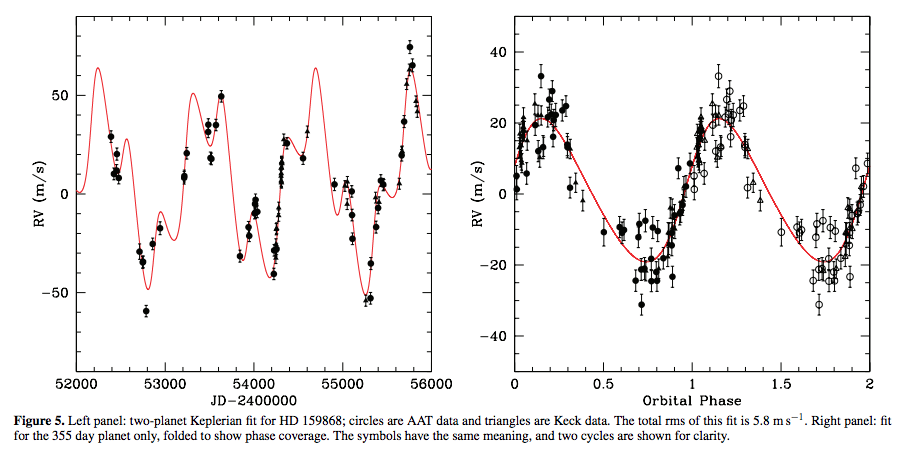 50
0
−50
RV (m/s)
52000 53000 54000 55000 56000
JD−2400000
40
20
0
−20
−40
RV (m/s)
0 0.5 1 1.5 2
Orbital Phase
Figure 5. Left panel: two-planet Keplerian fit for HD 159868; circles are AAT data and triangles are Keck data. The total rms of this fit is 5.8 m s−1. Right panel: fit
for the 355 day planet only, folded to show phase coverage. The symbols have the same meaning, and two cycles are shown for clarity.